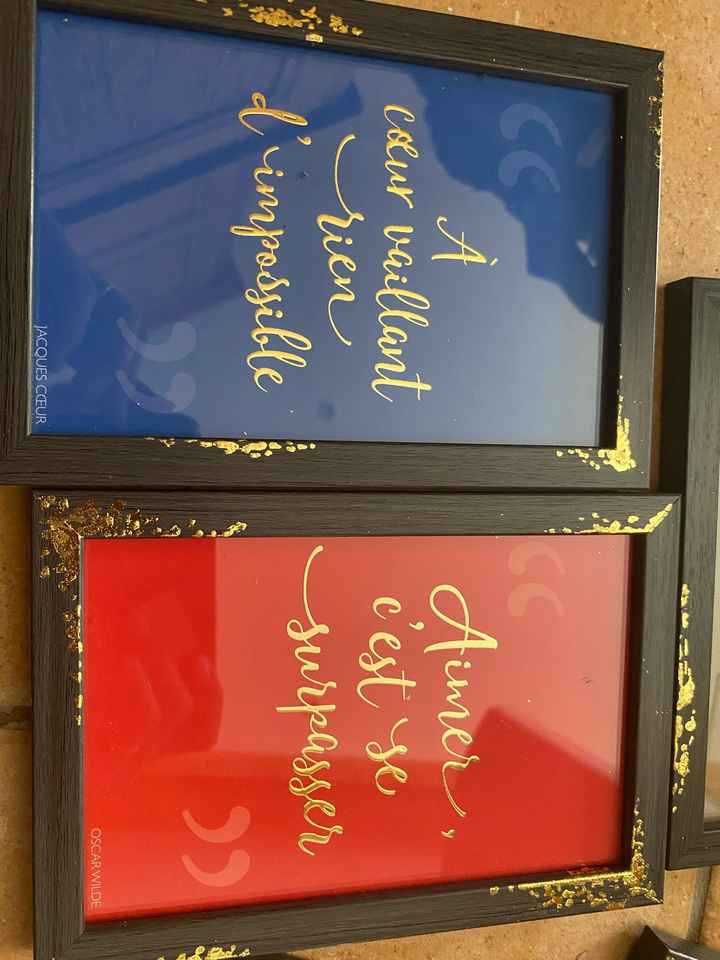 À
cœur vaillant
rien
d'impossible
JACQUES CŒUR
Aimer,
c'est se
surpasser
OSCAR WILDE